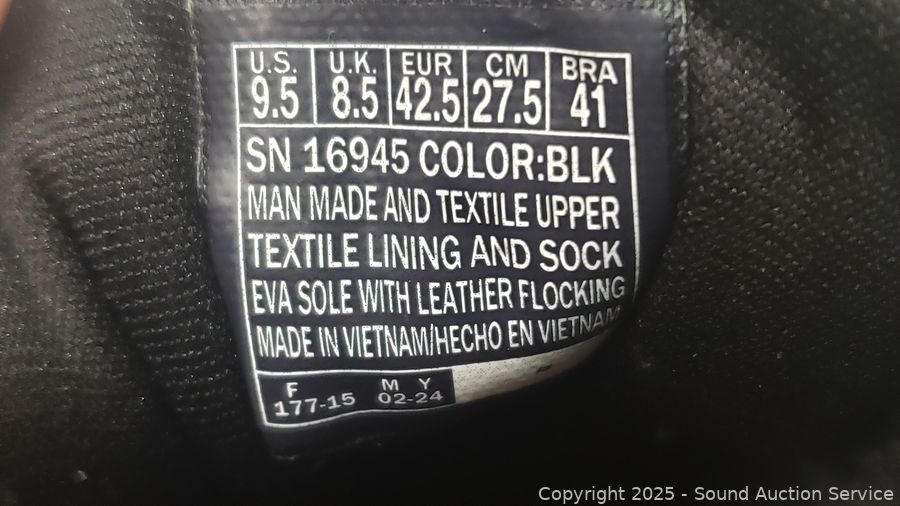 U.S. U.K. EUR CM BRA
9.5 8.5 42.5 27.5 41
SN 16945 COLOR:BLK
MAN MADE AND TEXTILE UPPER
TEXTILE LINING AND SOCK
EVA SOLE WITH LEATHER FLOCKING
MADE IN VIETNAM/HECHO EN VIETNAM
F M Y
177-15 02-24
Copyright 2025 - Sound Auction Service